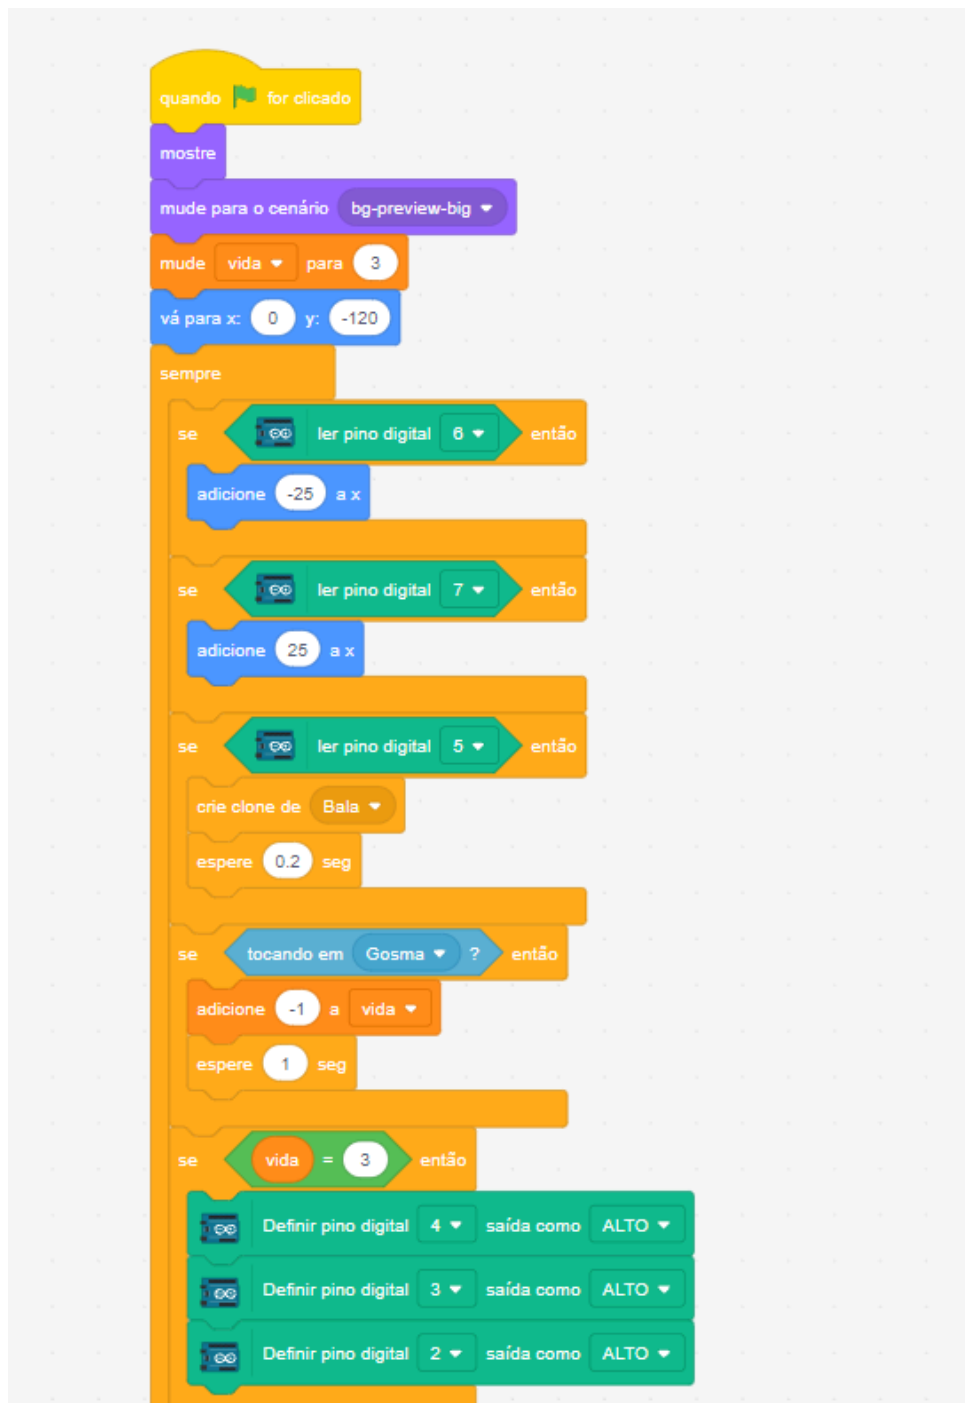 quando for clicado
mostre
mude para o cenário bg-preview-big
mude vida para 3
vá para x: 0 y: -120
sempre
se ler pino digital 6 então
adicione -25 a x
se ler pino digital 7 então
adicione 25 a x
se ler pino digital 5 então
crie clone de Bala
espere 0.2 seg
se tocando em Gosma ? então
adicione -1 a vida
espere 1 seg
se vida = 3 então
Definir pino digital 4 saída como ALTO
Definir pino digital 3 saída como ALTO
Definir pino digital 2 saída como ALTO